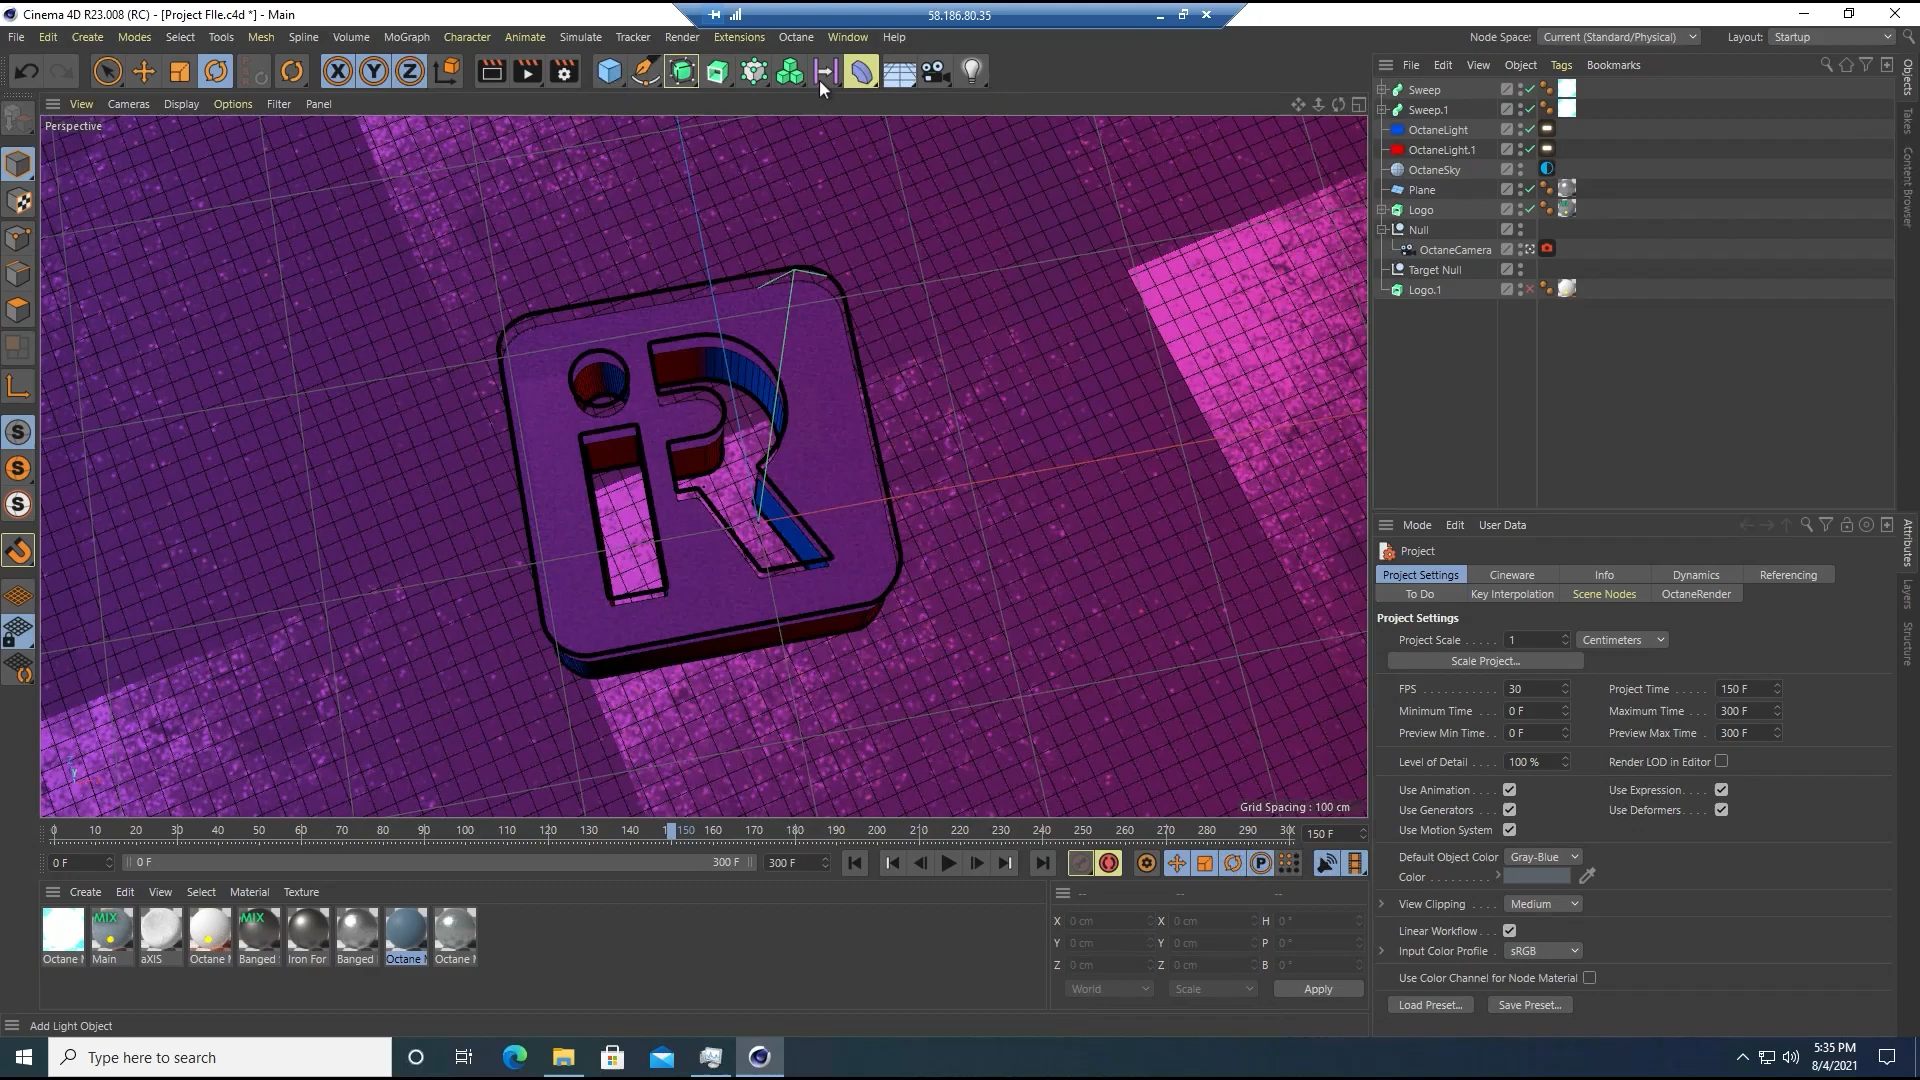 Cinema 4D R23.008 (RC) - [Project FIle.c4d *] - Main
58.186.80.35
File Edit Create Modes Select Tools Mesh Spline Volume MoGraph Character Animate Simulate Tracker Render Extensions Octane Window Help
Node Space: Current (Standard/Physical) Layout: Startup
File Edit View Object Tags Bookmarks
View Cameras Display Options Filter Panel
Perspective
Sweep
Sweep.1
OctaneLight
OctaneLight.1
OctaneSky
Plane
Logo
Null
OctaneCamera
Target Null
Logo.1
Objects
Takes
Content Browser
Attributes
Layers
Structure
Mode Edit User Data
Project
Project Settings Cineware Info Dynamics Referencing
To Do Key Interpolation Scene Nodes OctaneRender
Project Settings
Project Scale 1 Centimeters
Scale Project...
FPS 30 Project Time 150 F
Minimum Time 0 F Maximum Time 300 F
Preview Min Time 0 F Preview Max Time 300 F
Level of Detail 100 % Render LOD in Editor
Use Animation Use Expression
Use Generators Use Deformers
Use Motion System
Default Object Color Gray-Blue
Color
View Clipping Medium
Linear Workflow
Input Color Profile sRGB
Use Color Channel for Node Material
Load Preset... Save Preset...
Grid Spacing : 100 cm
0 10 20 30 40 50 60 70 80 90 100 110 120 130 140 150 160 170 180 190 200 210 220 230 240 250 260 270 280 290 150 F
0 F 0 F 300 F 300 F
Create Edit View Select Material Texture
MIX MIX
Octane M Main aXIS Octane M Banged Iron For Banged Octane M Octane M
-- -- --
X 0 cm X 0 cm H 0 °
Y 0 cm Y 0 cm P 0 °
Z 0 cm Z 0 cm B 0 °
World Scale Apply
Add Light Object
Type here to search
5:35 PM
8/4/2021